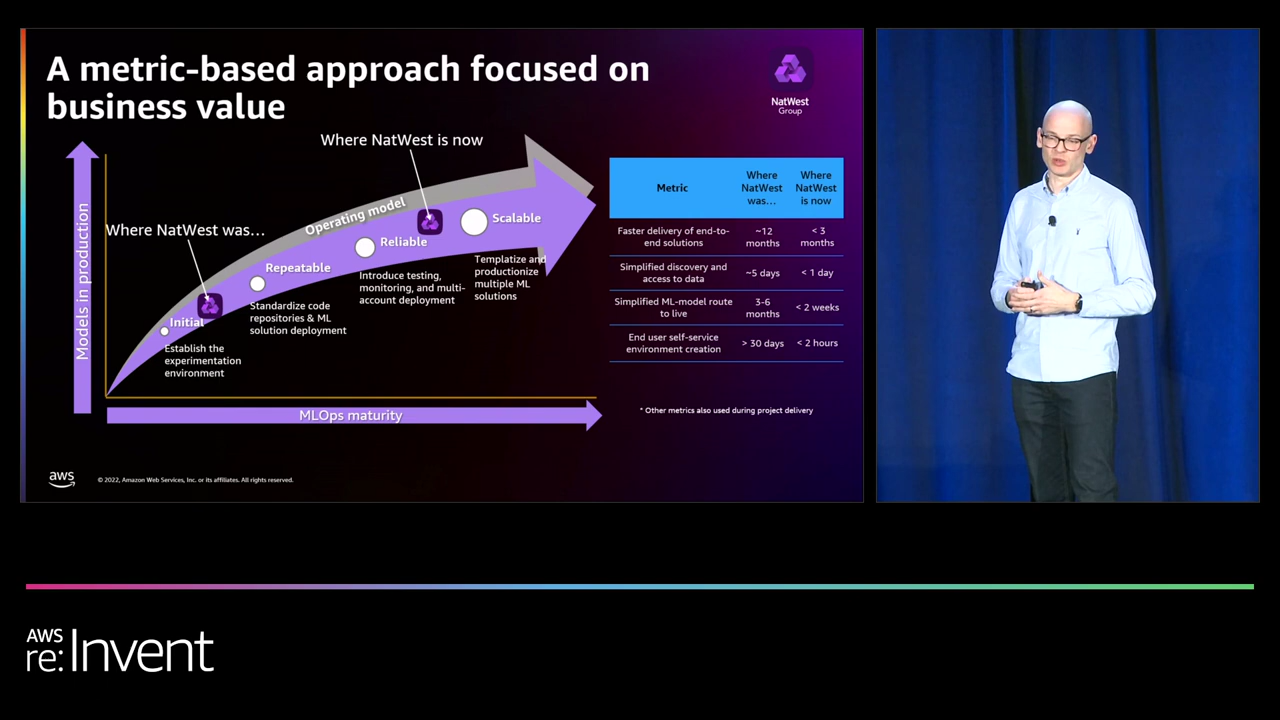 A metric-based approach focused on
business value
NatWest
Group
Where NatWest is now
Where NatWest was...
Models in production
Operating model
Initial
Establish the
experimentation
environment
Repeatable
Standardize code
repositories & ML
solution deployment
Reliable
Introduce testing,
monitoring, and multi-
account deployment
Scalable
Templatize and
productionize
multiple ML
solutions
MLOps maturity
Metric
Where
NatWest
was...
Where
NatWest
is now
Faster delivery of end-to-
end solutions
~12
months
< 3
months
Simplified discovery and
access to data
~5 days
< 1 day
Simplified ML-model route
to live
3-6
months
< 2 weeks
End user self-service
environment creation
> 30 days
< 2 hours
* Other metrics also used during project delivery
aws
© 2022, Amazon Web Services, Inc. or its affiliates. All rights reserved.
AWS
re:Invent